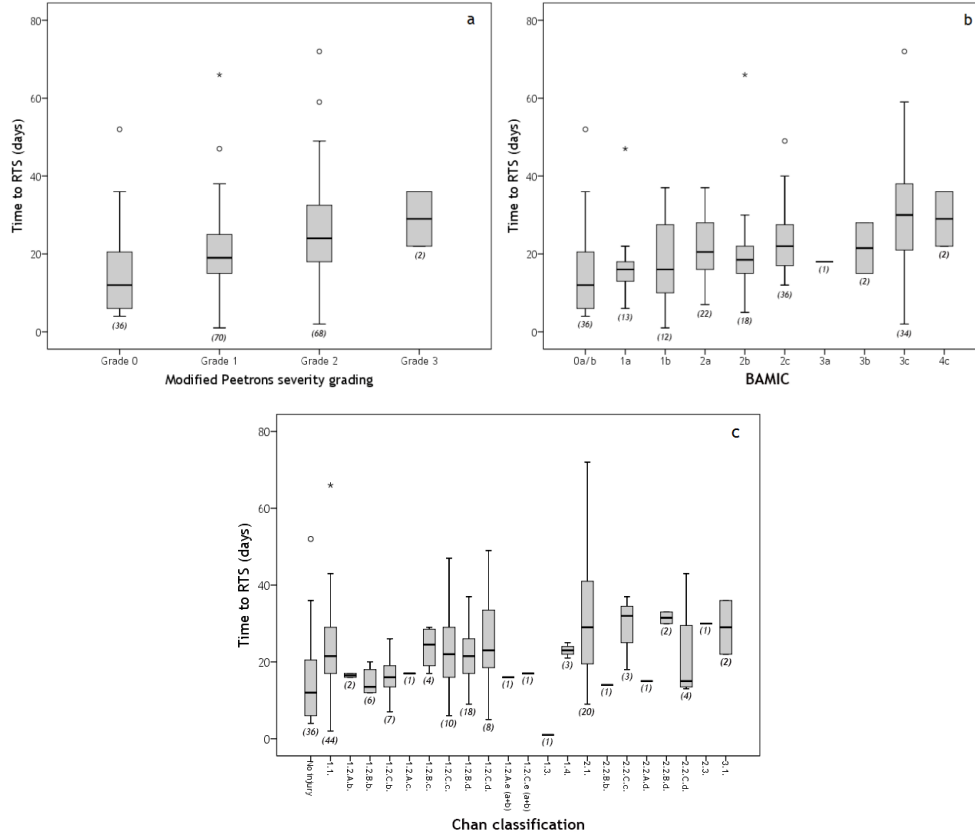 a
80
60
40
20
0
Time to RTS (days)
(36)
(70)
(68)
(2)
Grade 0 Grade 1 Grade 2 Grade 3
Modified Peetrons severity grading
b
80
60
40
20
0
Time to RTS (days)
(36)
(13)
(12)
(22)
(18)
(36)
(1)
(2)
(34)
(2)
0a/b 1a 1b 2a 2b 2c 3a 3b 3c 4c
BAMIC
c
80
60
40
20
0
Time to RTS (days)
(36)
(44)
(2)
(6)
(7)
(1)
(4)
(10)
(18)
(8)
(1)
(1)
(1)
(3)
(20)
(1)
(3)
(1)
(2)
(4)
(1)
(2)
No Injury
1.1.
1.2.A.b.
1.2.B.b.
1.2.C.b.
1.2.A.c.
1.2.B.c.
1.2.C.c.
1.2.B.d.
1.2.C.d.
1.2.A.e (a+b)
1.2.C.e (a+b)
1.3.
1.4.
2.1.
2.2.B.b.
2.2.C.c.
2.2.A.d.
2.2.B.d.
2.2.C.d.
2.3.
3.1.
Chan classification